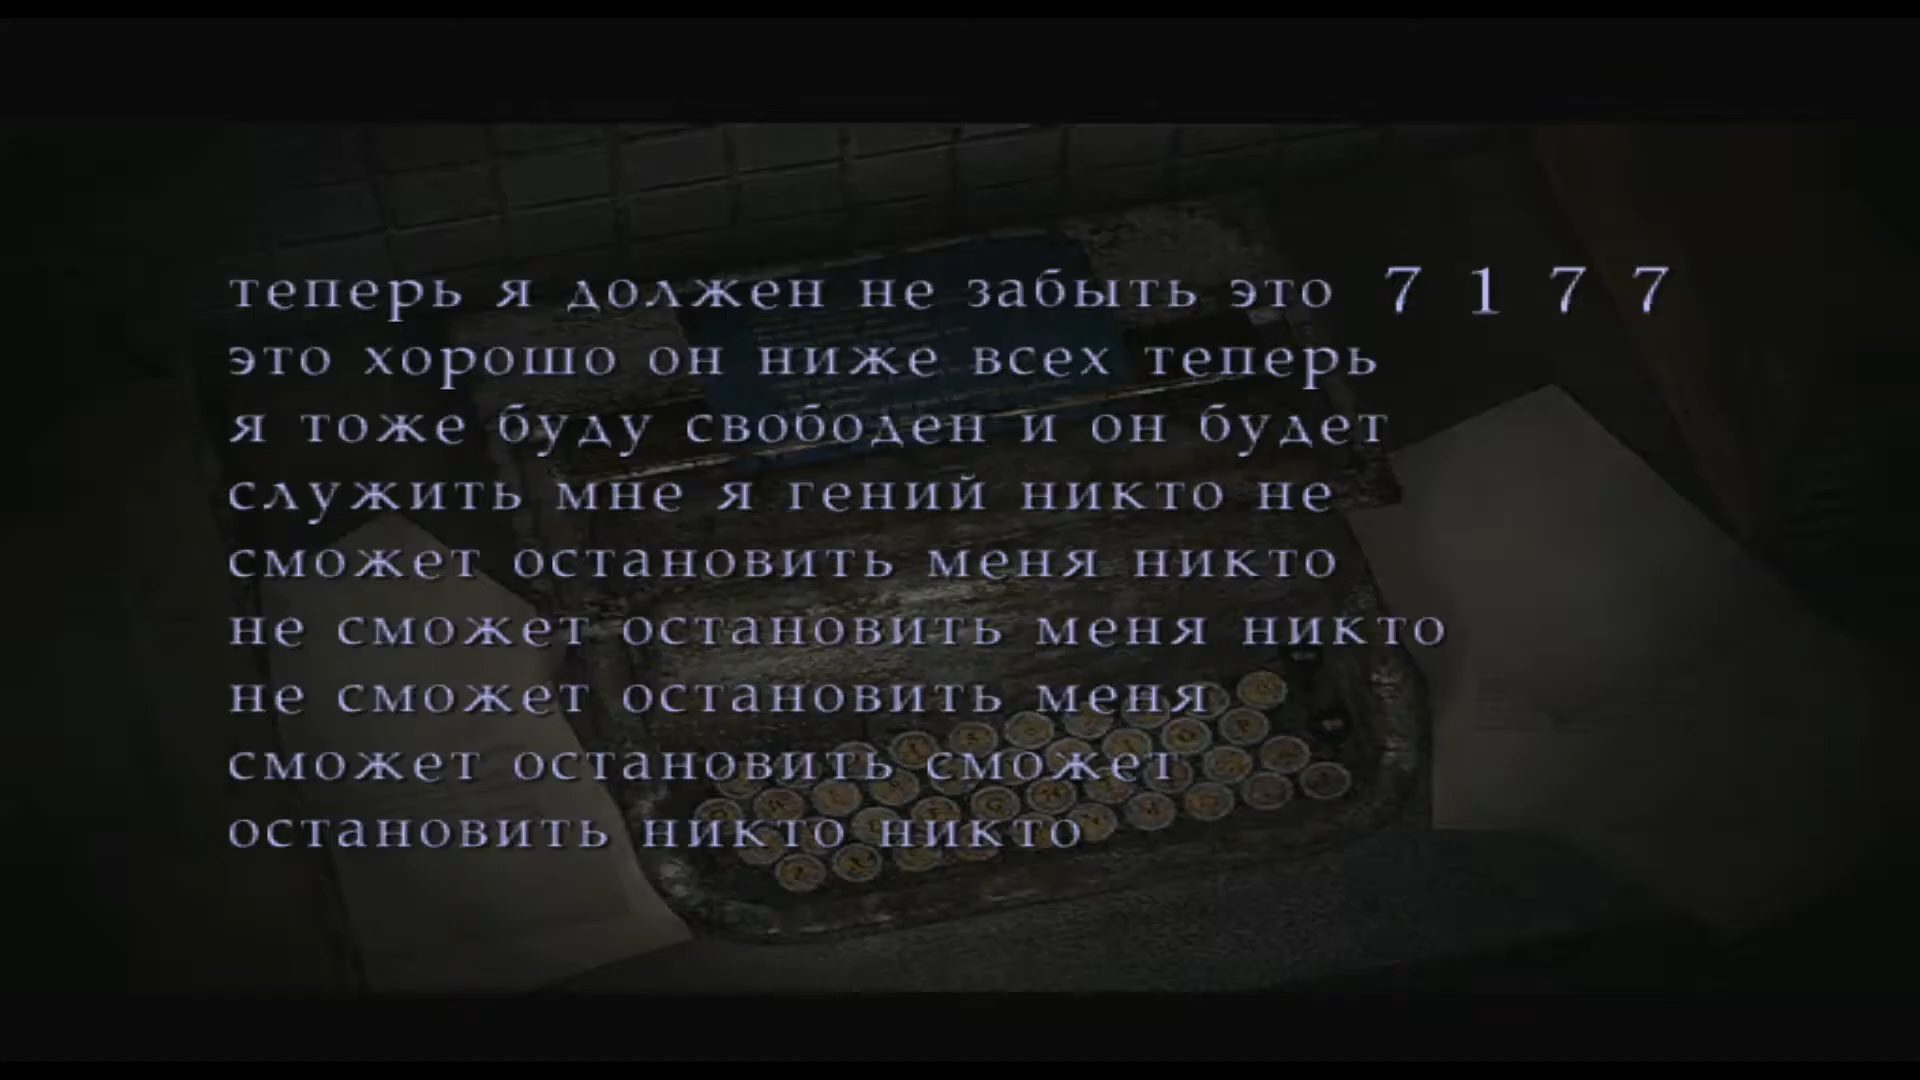 теперь я должен не забыть это 7 1 7 7
это хорошо он ниже всех теперь
я тоже буду свободен и он будет
служить мне я гений никто не
сможет остановить меня никто
не сможет остановить меня никто
не сможет остановить меня
сможет остановить сможет
остановить никто никто